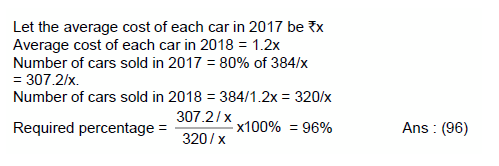 Let the average cost of each car in 2017 be ₹x
Average cost of each car in 2018 = 1.2x
Number of cars sold in 2017 = 80% of 384/x
= 307.2/x.
Number of cars sold in 2018 = 384/1.2x = 320/x
Required percentage = 307.2 / x
320 / x
x100% = 96% Ans : (96)